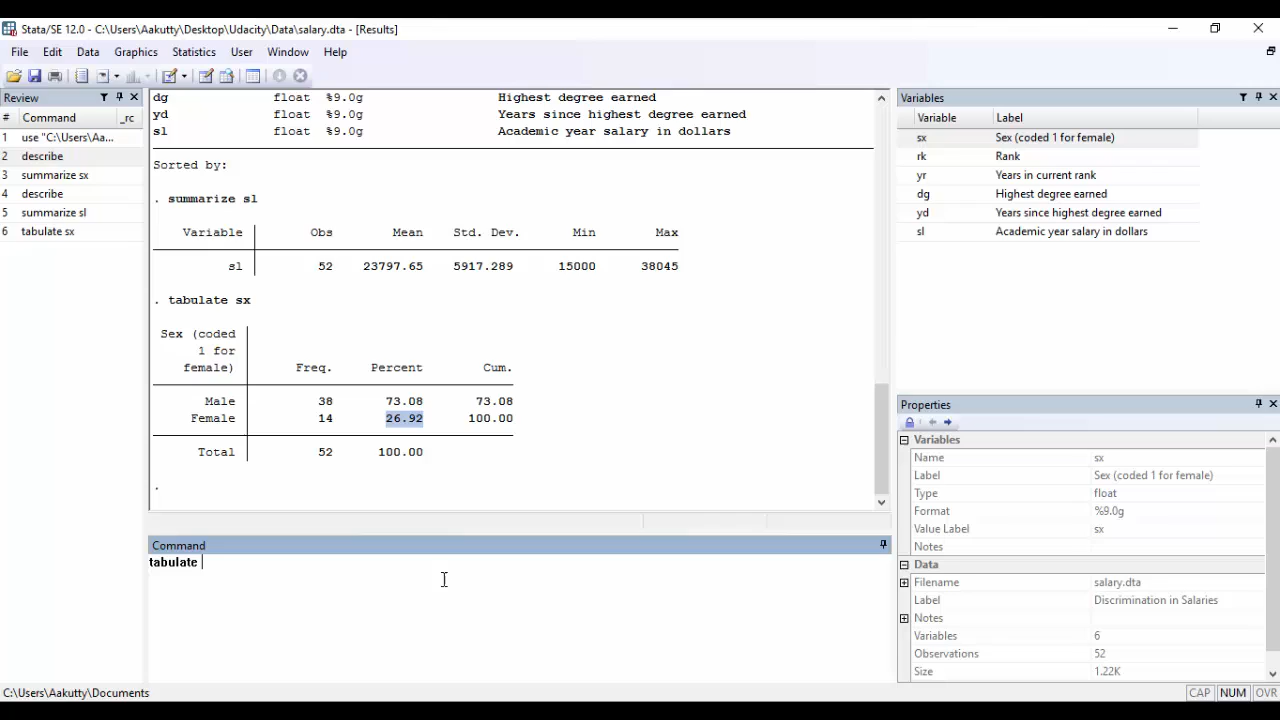 Stata/SE 12.0 - C:\Users\Aakutty\Desktop\Udacity\Data\salary.dta - [Results]
File Edit Data Graphics Statistics User Window Help
Review
# Command _rc
1 use "C:\Users\Aa...
2 describe
3 summarize sx
4 describe
5 summarize sl
6 tabulate sx
dg float %9.0g Highest degree earned
yd float %9.0g Years since highest degree earned
sl float %9.0g Academic year salary in dollars
Sorted by:
. summarize sl
Variable Obs Mean Std. Dev. Min Max
sl 52 23797.65 5917.289 15000 38045
. tabulate sx
Sex (coded
1 for
female) Freq. Percent Cum.
Male 38 73.08 73.08
Female 14 26.92 100.00
Total 52 100.00
.
Command
tabulate
Variables
Variable Label
sx Sex (coded 1 for female)
rk Rank
yr Years in current rank
dg Highest degree earned
yd Years since highest degree earned
sl Academic year salary in dollars
Properties
Variables
Name sx
Label Sex (coded 1 for female)
Type float
Format %9.0g
Value Label sx
Notes
Data
Filename salary.dta
Label Discrimination in Salaries
Notes
Variables 6
Observations 52
Size 1.22K
C:\Users\Aakutty\Documents
CAP NUM OVR